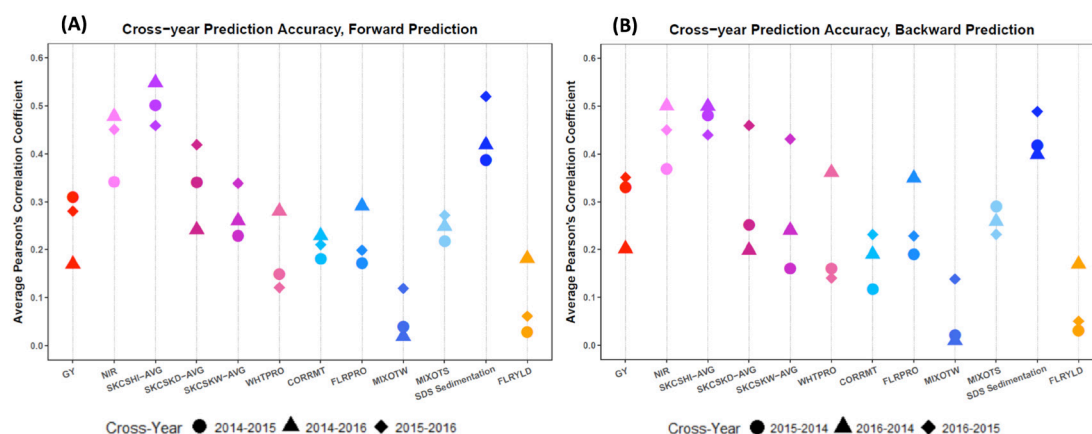 (A)
Cross−year Prediction Accuracy, Forward Prediction
Average Pearson's Correlation Coefficient
0.6
0.5
0.4
0.3
0.2
0.1
0.0
GY
NIR
SKCSHI−AVG
SKCSKD−AVG
SKCSKW−AVG
WHTPRO
CORRMT
FLRPRO
MIXOTW
MIXOTS
SDS Sedimentation
FLRYLD
Cross-Year 2014-2015 2014-2016 2015-2016
(B)
Cross−year Prediction Accuracy, Backward Prediction
Average Pearson's Correlation Coefficient
0.6
0.5
0.4
0.3
0.2
0.1
0.0
GY
NIR
SKCSHI−AVG
SKCSKD−AVG
SKCSKW−AVG
WHTPRO
CORRMT
FLRPRO
MIXOTW
MIXOTS
SDS Sedimentation
FLRYLD
Cross-Year 2015-2014 2016-2014 2016-2015